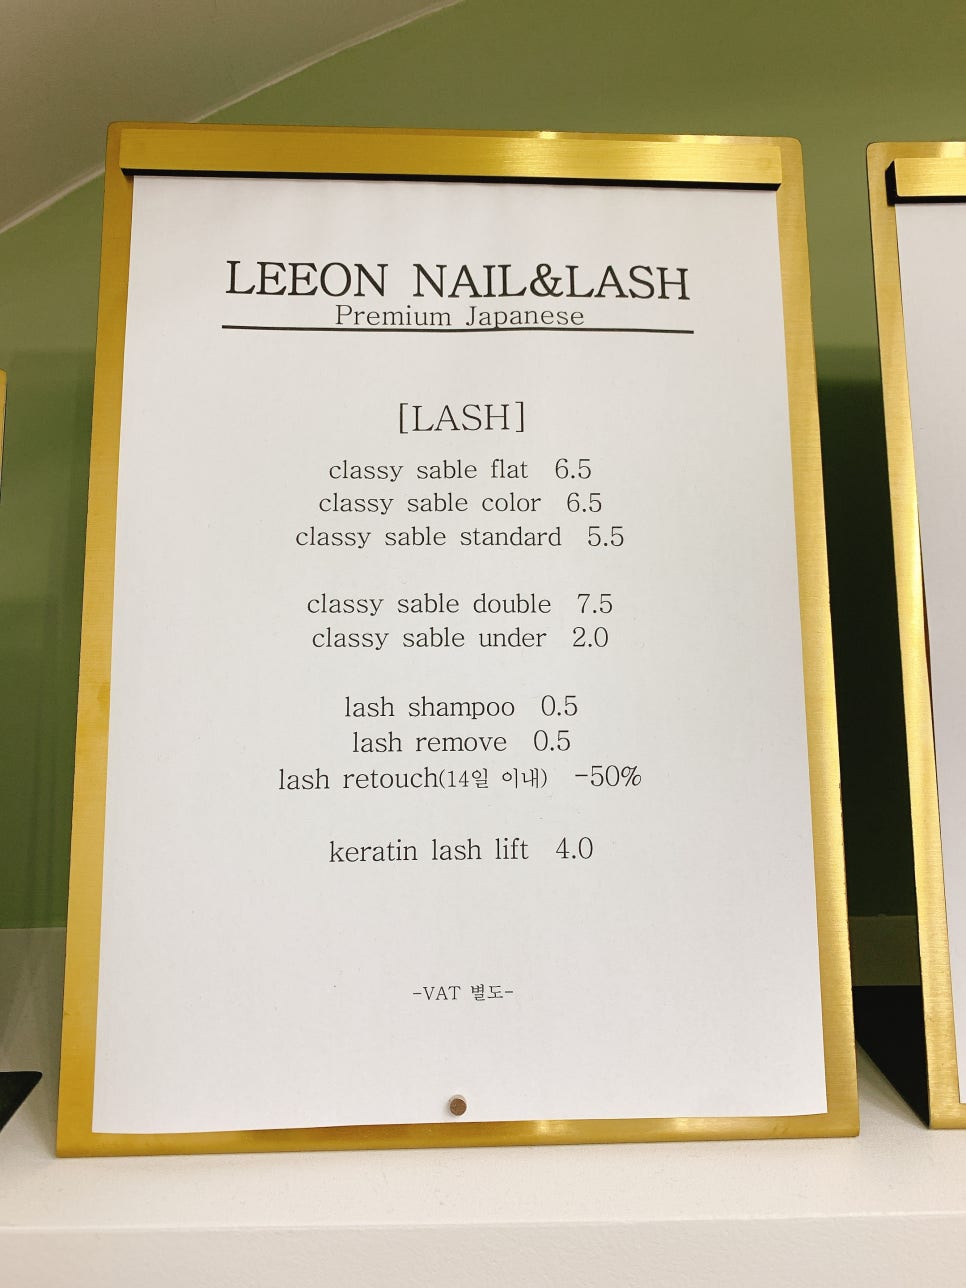 LEEON NAIL&LASH
Premium Japanese
[LASH]
classy sable flat 6.5
classy sable color 6.5
classy sable standard 5.5
classy sable double 7.5
classy sable under 2.0
lash shampoo 0.5
lash remove 0.5
lash retouch(14일 이내) -50%
keratin lash lift 4.0
-VAT 별도-